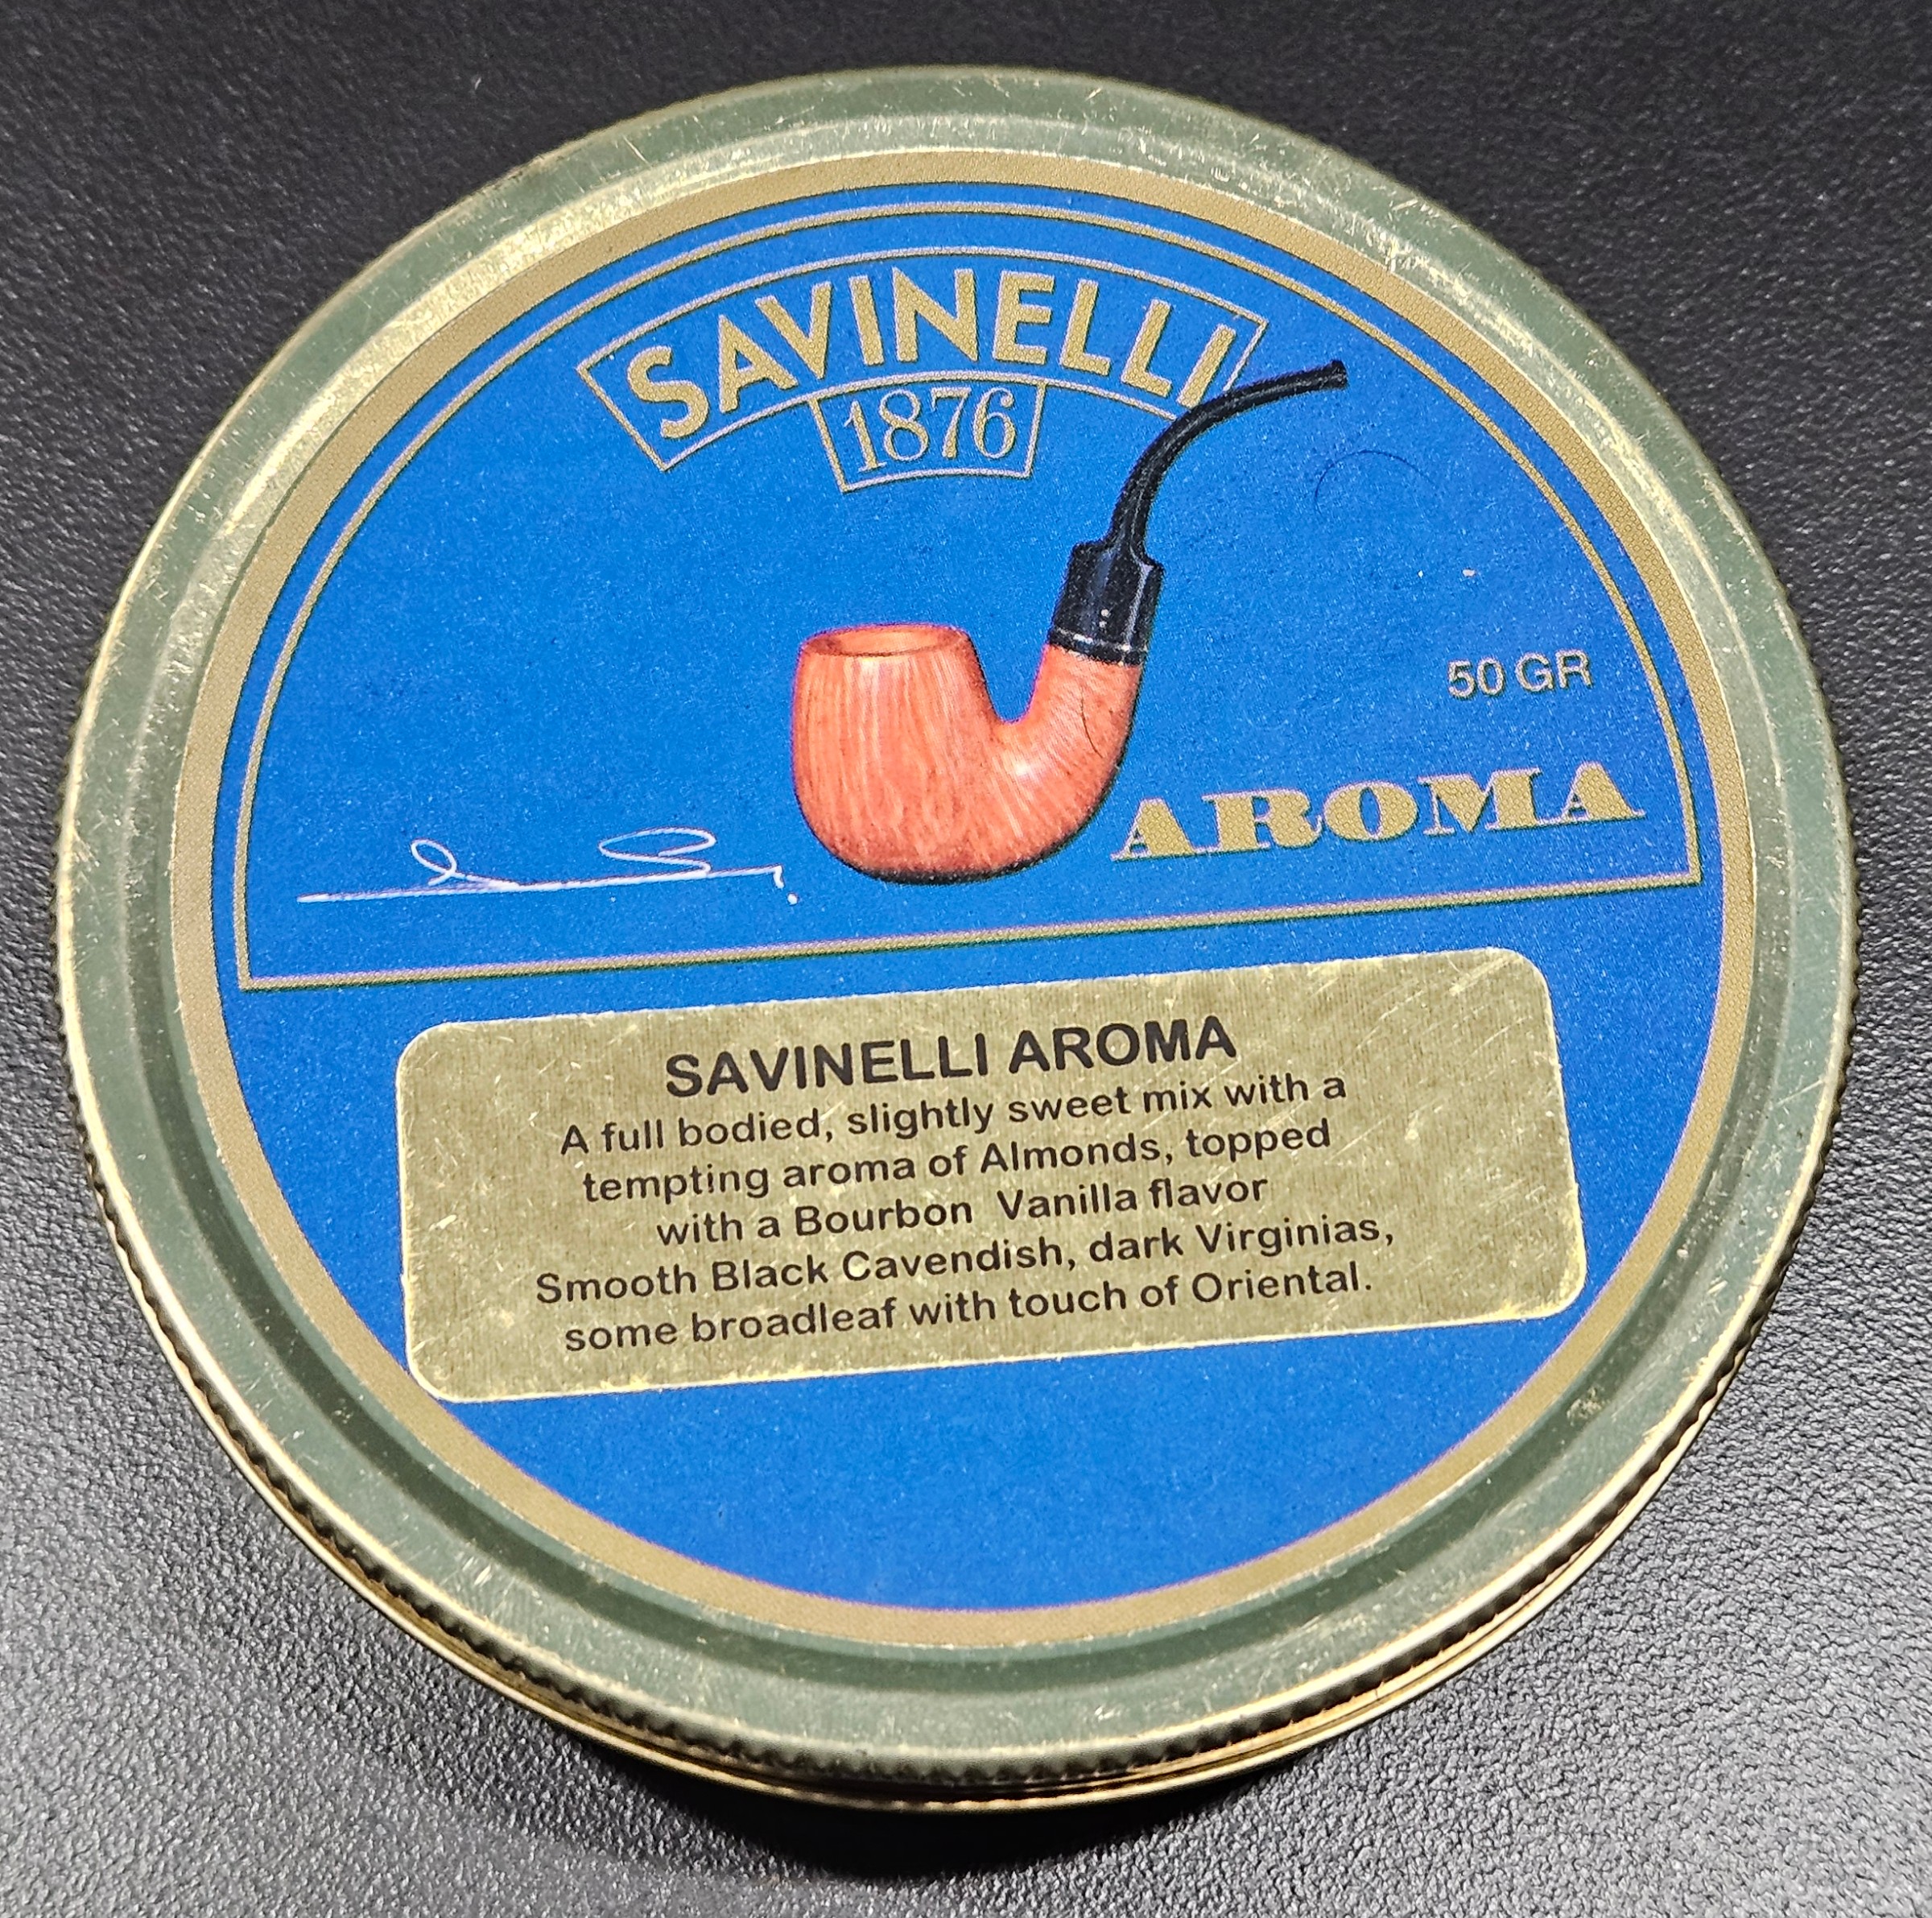 SAVINELLI
1876
50 GR
AROMA
SAVINELLI AROMA
A full bodied, slightly sweet mix with a
tempting aroma of Almonds, topped
with a Bourbon  Vanilla flavor
Smooth Black Cavendish, dark Virginias,
some broadleaf with touch of Oriental.